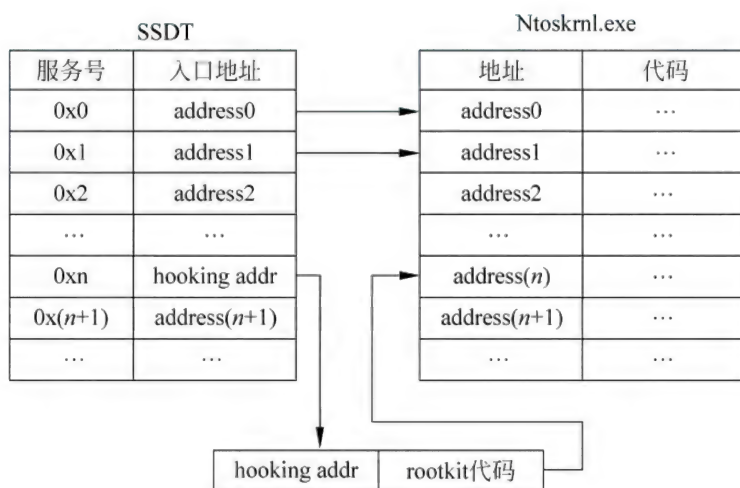 SSDT
Ntoskrnl.exe
服务号 入口地址
地址 代码
0x0 address0
address0 …
0x1 address1
address1 …
0x2 address2
address2 …
… …
… …
0xn hooking addr
address(n) …
0x(n+1) address(n+1)
address(n+1) …
… …
… …
hooking addr rootkit代码